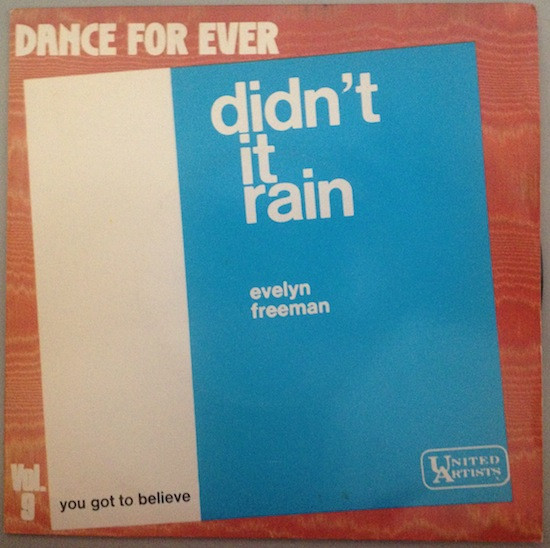 DANCE FOR EVER
didn't
it
rain
evelyn
freeman
Vol.
9
you got to believe
UNITED
ARTISTS